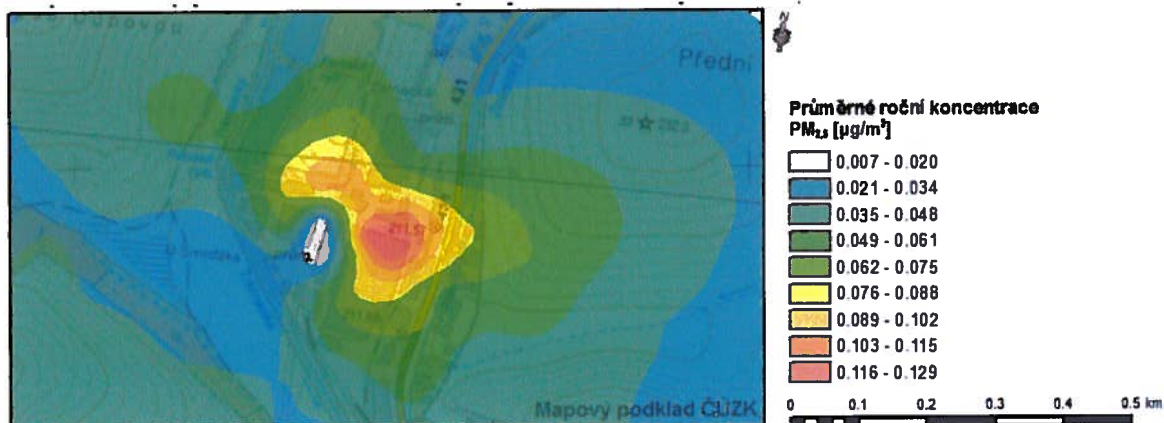 Dubovou
Přední
421
Průměrné roční koncentrace
PM₂,₅ [µg/m³]
0.007 - 0.020
0.021 - 0.034
0.035 - 0.048
0.049 - 0.061
0.062 - 0.075
0.076 - 0.088
0.089 - 0.102
0.103 - 0.115
0.116 - 0.129
Mapový podklad ČÚZK
0 0.1 0.2 0.3 0.4 0.5 km